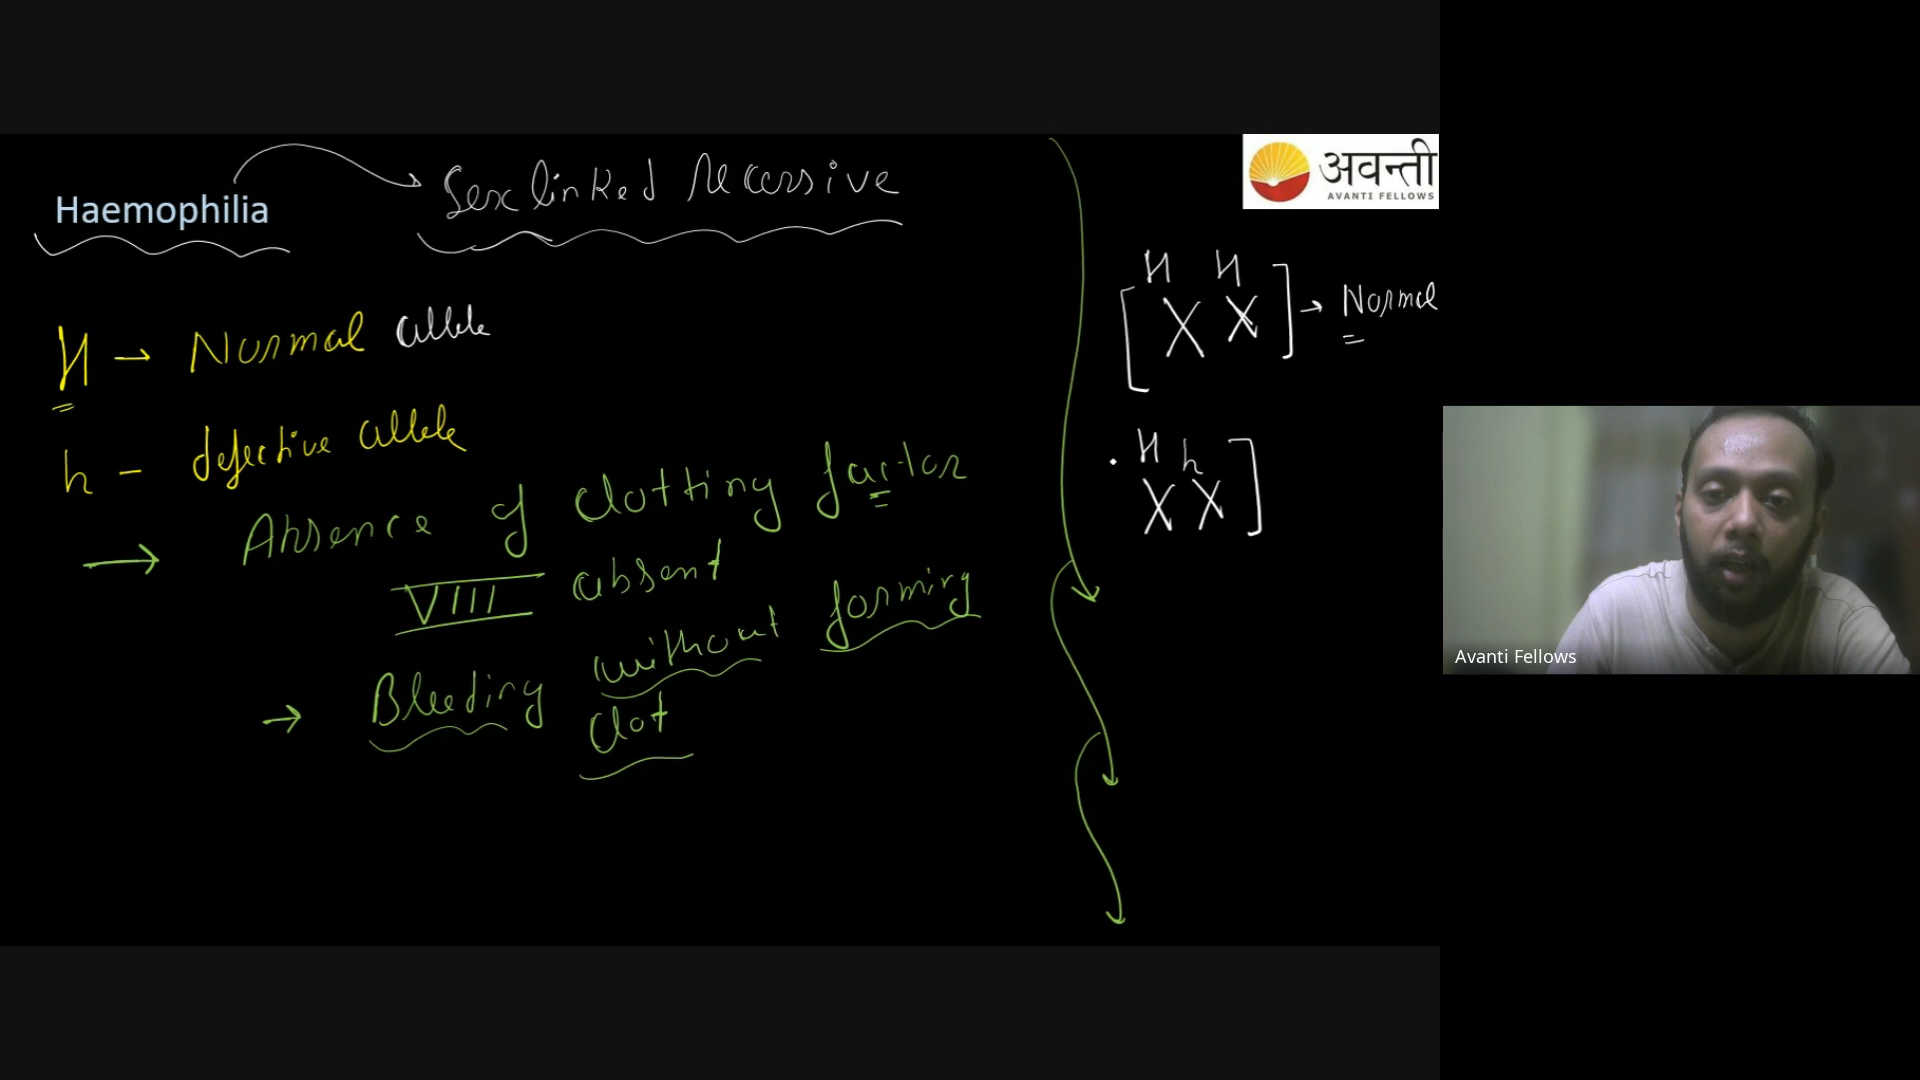 Haemophilia → Sex linked Recessive
H → Normal allele
h - defective allele
→ Absence of clotting factor
VIII absent
→ Bleeding without forming
clot
अवन्ती
AVANTI FELLOWS
H H
[ X X ] → Normal
. H h
X X ]
Avanti Fellows